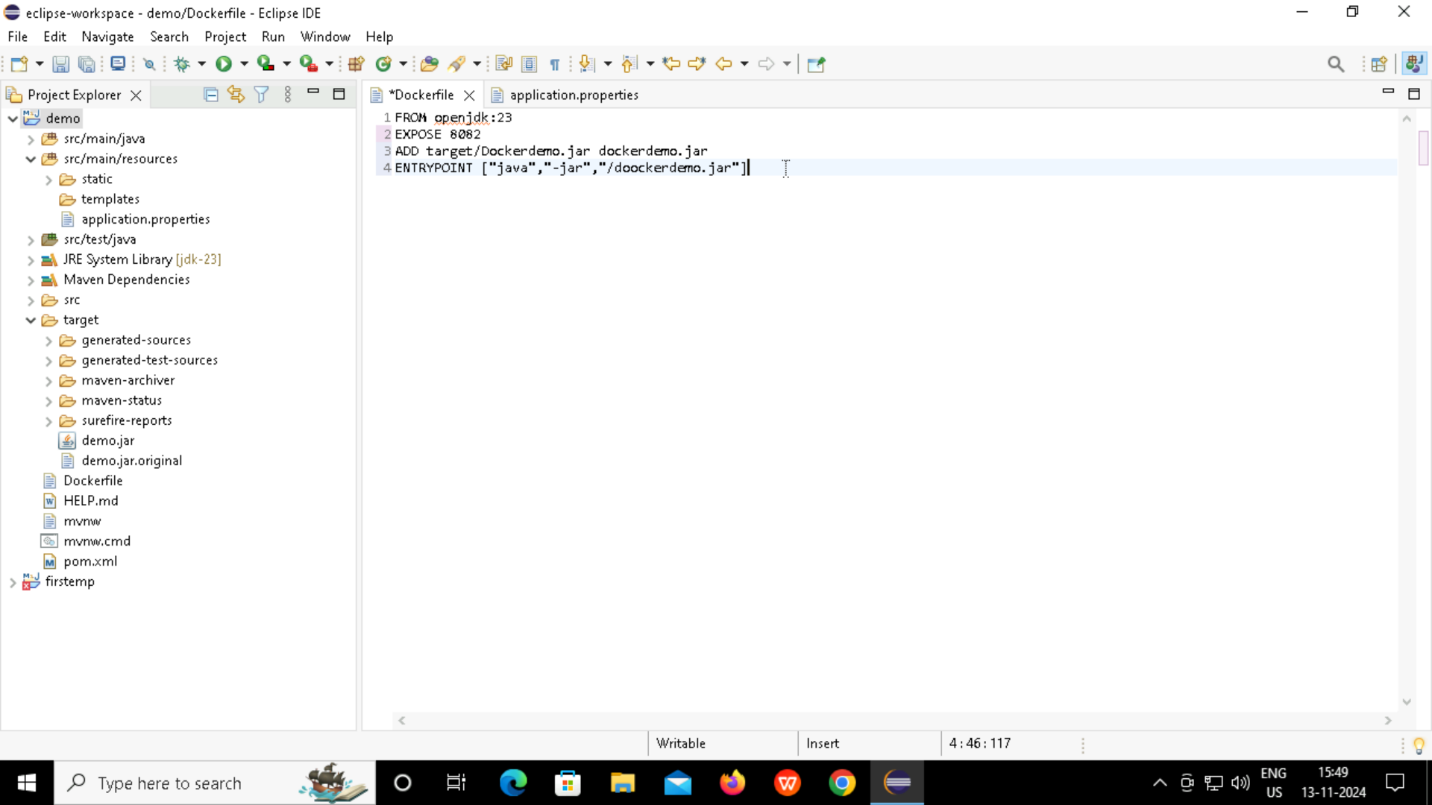 eclipse-workspace - demo/Dockerfile - Eclipse IDE
File Edit Navigate Search Project Run Window Help
Project Explorer
*Dockerfile
application.properties
demo
src/main/java
src/main/resources
static
templates
application.properties
src/test/java
JRE System Library [jdk-23]
Maven Dependencies
src
target
generated-sources
generated-test-sources
maven-archiver
maven-status
surefire-reports
demo.jar
demo.jar.original
Dockerfile
HELP.md
mvnw
mvnw.cmd
pom.xml
firstemp
1 FROM openjdk:23
2 EXPOSE 8082
3 ADD target/Dockerdemo.jar dockerdemo.jar
4 ENTRYPOINT ["java","-jar","/doockerdemo.jar"]
Writable Insert 4:46:117
Type here to search
ENG
US
15:49
13-11-2024